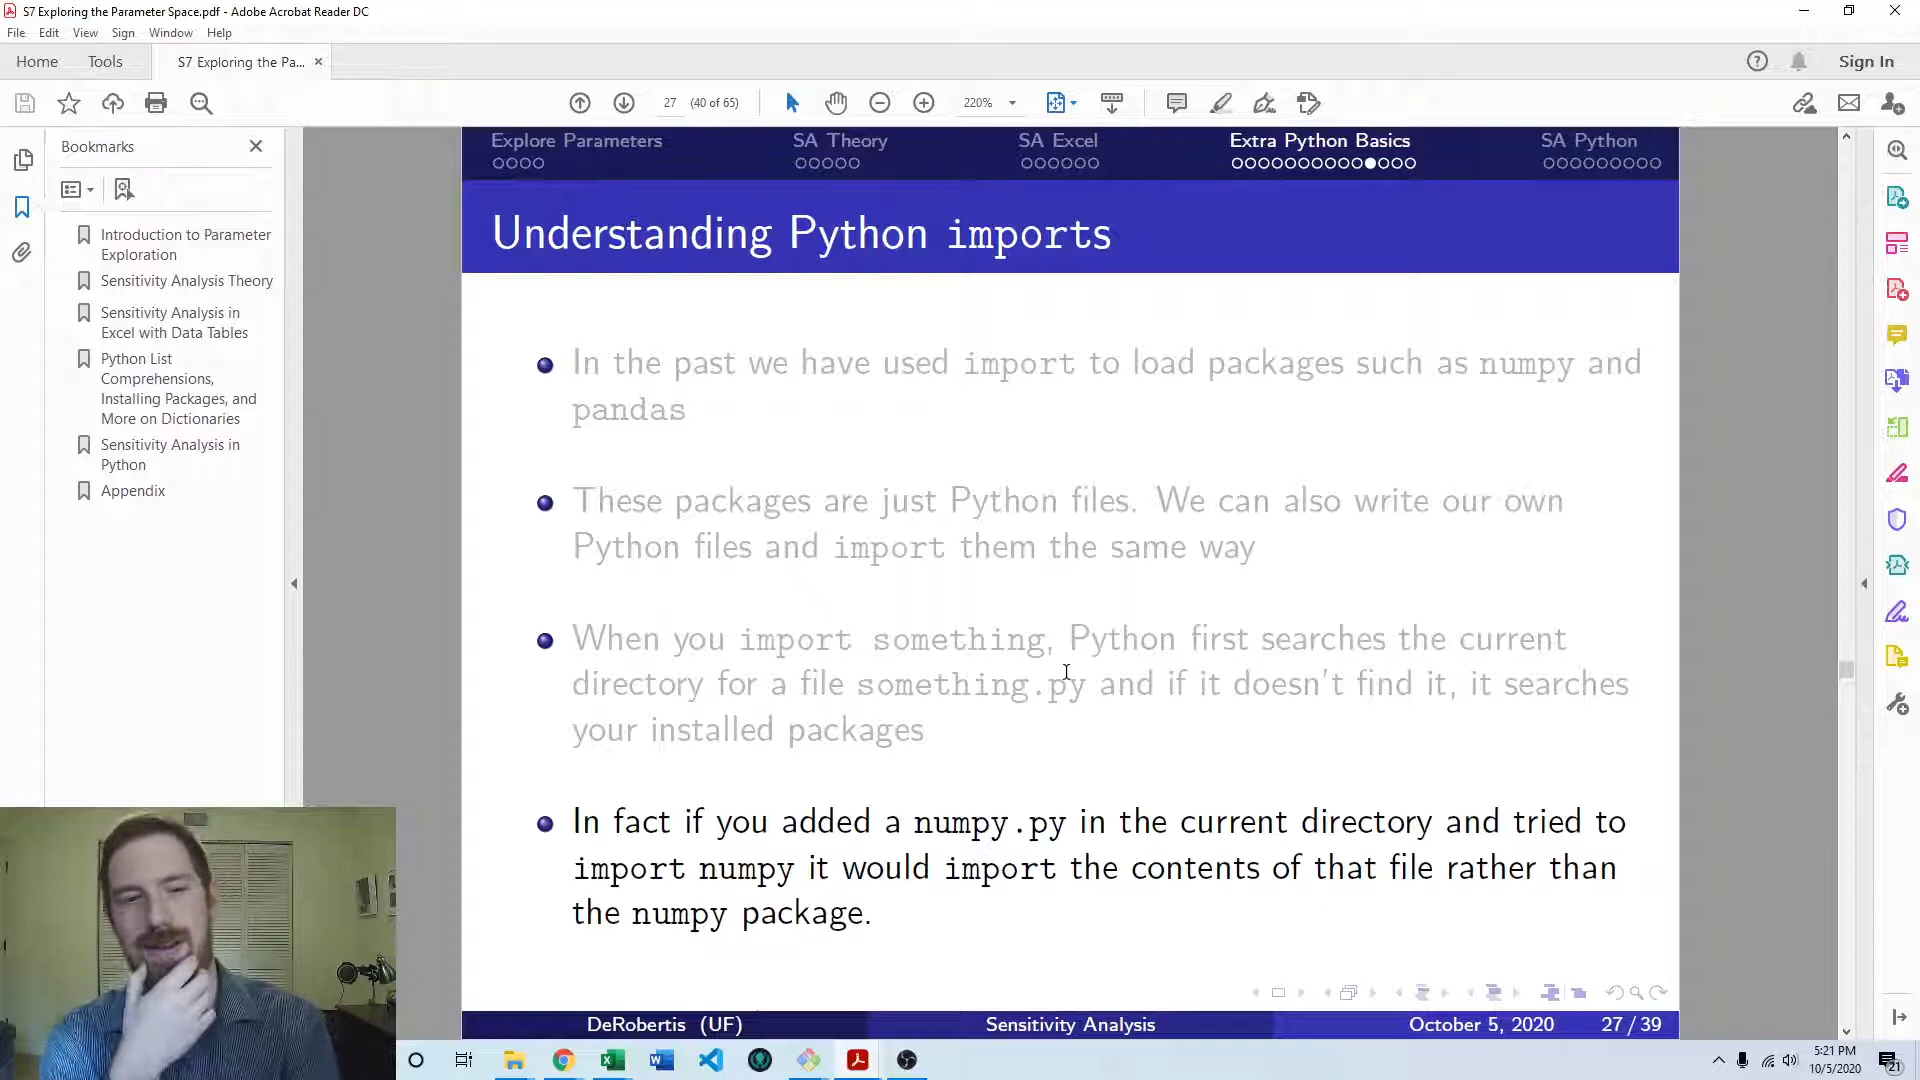 S7 Exploring the Parameter Space.pdf - Adobe Acrobat Reader DC
File Edit View Sign Window Help
Home Tools S7 Exploring the Pa... Sign In
27 (40 of 65) 220%
Bookmarks
Introduction to Parameter
Exploration
Sensitivity Analysis Theory
Sensitivity Analysis in
Excel with Data Tables
Python List
Comprehensions,
Installing Packages, and
More on Dictionaries
Sensitivity Analysis in
Python
Appendix
Explore Parameters SA Theory SA Excel Extra Python Basics SA Python
Understanding Python imports
In the past we have used import to load packages such as numpy and
pandas
These packages are just Python files. We can also write our own
Python files and import them the same way
When you import something, Python first searches the current
directory for a file something.py and if it doesn't find it, it searches
your installed packages
In fact if you added a numpy.py in the current directory and tried to
import numpy it would import the contents of that file rather than
the numpy package.
DeRobertis (UF) Sensitivity Analysis October 5, 2020 27 / 39
5:21 PM
10/5/2020
21